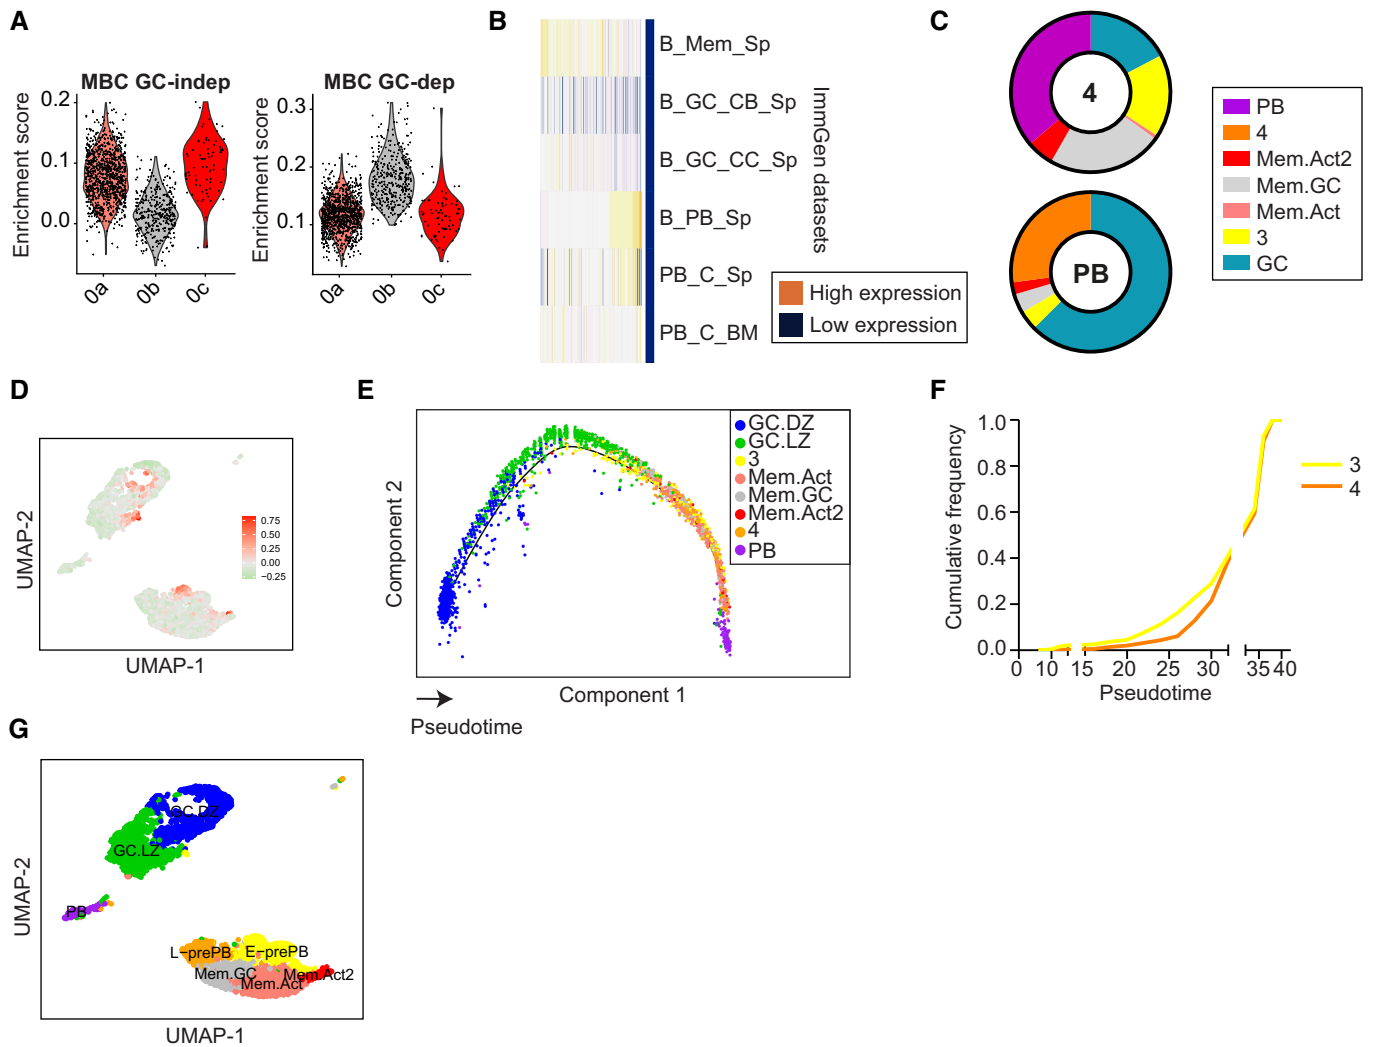 A
MBC GC-indep
Enrichment score
0.2
0.1
0.0
0a
0b
0c
MBC GC-dep
Enrichment score
0.3
0.2
0.1
0a
0b
0c
B
B_Mem_Sp
B_GC_CB_Sp
B_GC_CC_Sp
B_PB_Sp
PB_C_Sp
PB_C_BM
ImmGen datasets
High expression
Low expression
C
4
PB
PB
4
Mem.Act2
Mem.GC
Mem.Act
3
GC
D
UMAP-2
UMAP-1
0.75
0.50
0.25
0.00
−0.25
E
Component 2
Component 1
Pseudotime
GC.DZ
GC.LZ
3
Mem.Act
Mem.GC
Mem.Act2
4
PB
F
Cumulative frequency
1.0
0.8
0.6
0.4
0.2
0.0
0 10 15 20 25 30 35 40
Pseudotime
3
4
G
UMAP-2
UMAP-1
GC.DZ
GC.LZ
PB
L−prePB
E−prePB
Mem.GC
Mem.Act2
Mem.Act